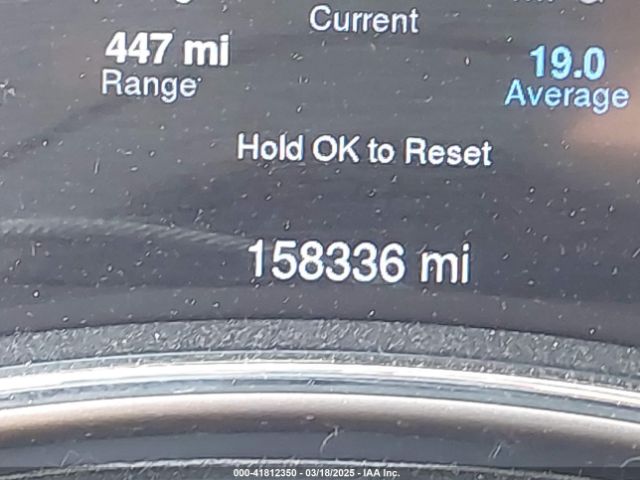 Current
447 mi
Range
19.0
Average
Hold OK to Reset
158336 mi
000-41812350 - 03/18/2025 - IAA Inc.